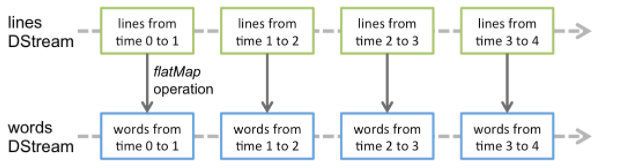 lines
DStream
lines from
time 0 to 1
lines from
time 1 to 2
lines from
time 2 to 3
lines from
time 3 to 4
flatMap
operation
words
DStream
words from
time 0 to 1
words from
time 1 to 2
words from
time 2 to 3
words from
time 3 to 4